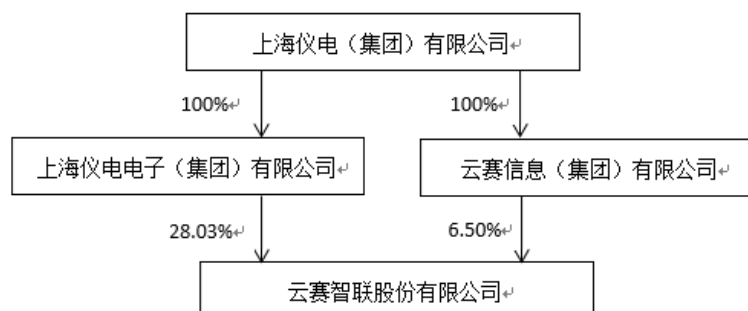 上海仪电（集团）有限公司↵
100%↵
100%↵
上海仪电电子（集团）有限公司↵
云赛信息（集团）有限公司↵
28.03%↵
6.50%↵
云赛智联股份有限公司↵